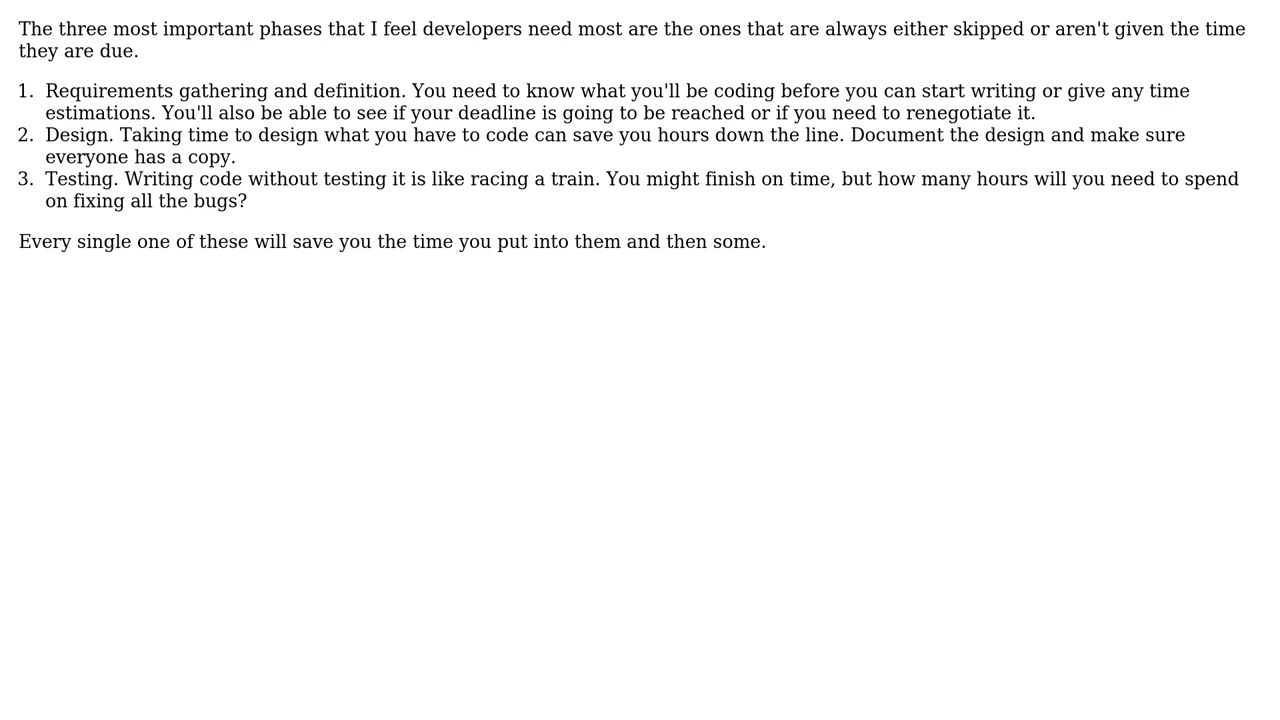 The three most important phases that I feel developers need most are the ones that are always either skipped or aren't given the time
they are due.
1. Requirements gathering and definition. You need to know what you'll be coding before you can start writing or give any time
estimations. You'll also be able to see if your deadline is going to be reached or if you need to renegotiate it.
2. Design. Taking time to design what you have to code can save you hours down the line. Document the design and make sure
everyone has a copy.
3. Testing. Writing code without testing it is like racing a train. You might finish on time, but how many hours will you need to spend
on fixing all the bugs?
Every single one of these will save you the time you put into them and then some.